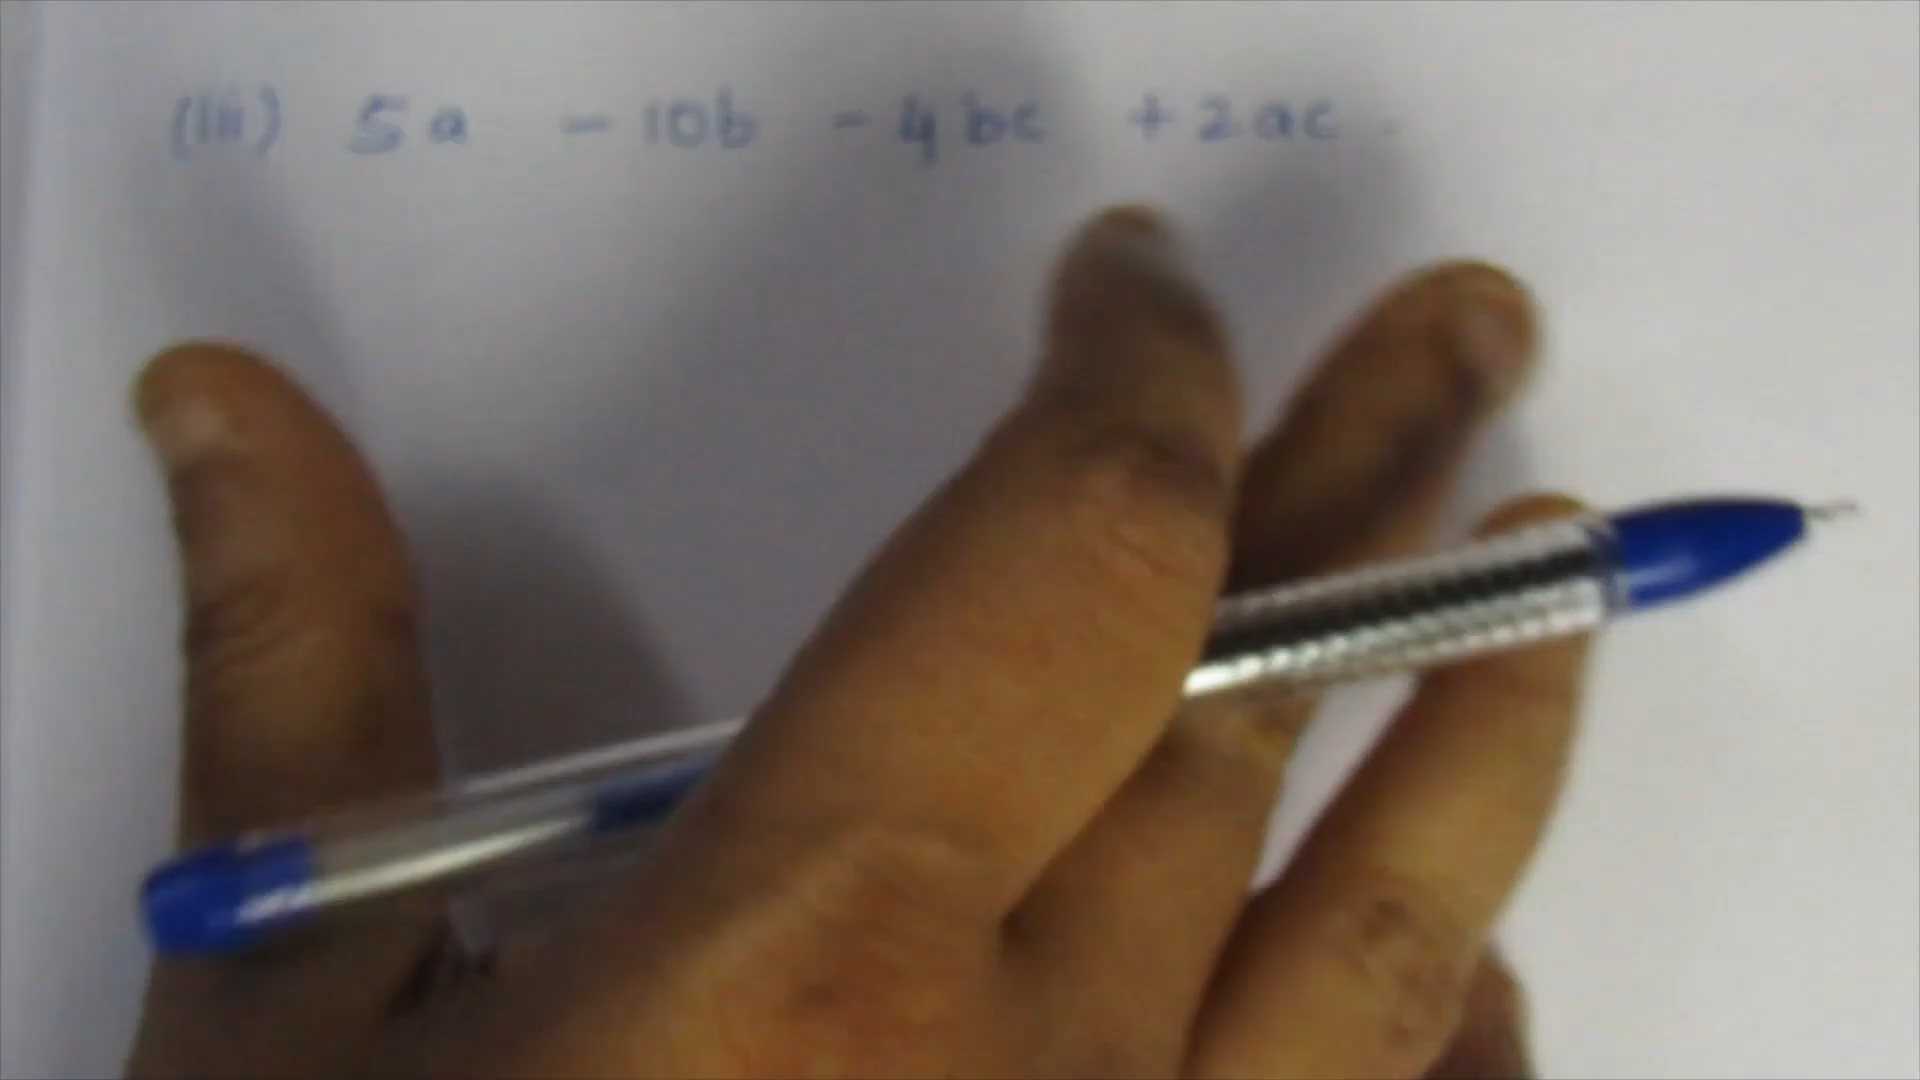 (iii) 5a - 10b - 4bc + 2ac.